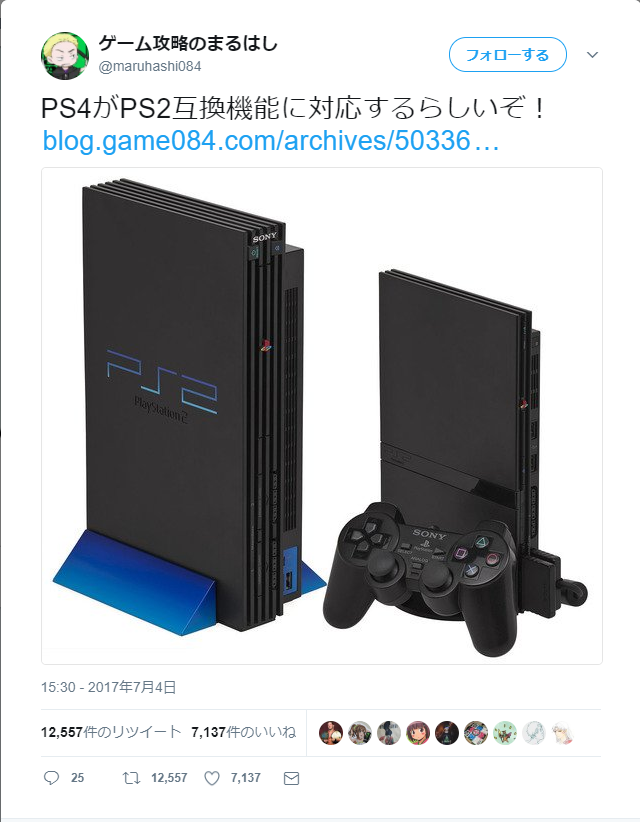 ゲーム攻略のまるはし
@maruhashi084
フォローする
PS4がPS2互換機能に対応するらしいぞ！
blog.game084.com/archives/50336…
SONY
PS2
PlayStation 2
SONY
SELECT
ANALOG
15:30 - 2017年7月4日
12,557件のリツイート 7,137件のいいね
25 12,557 7,137